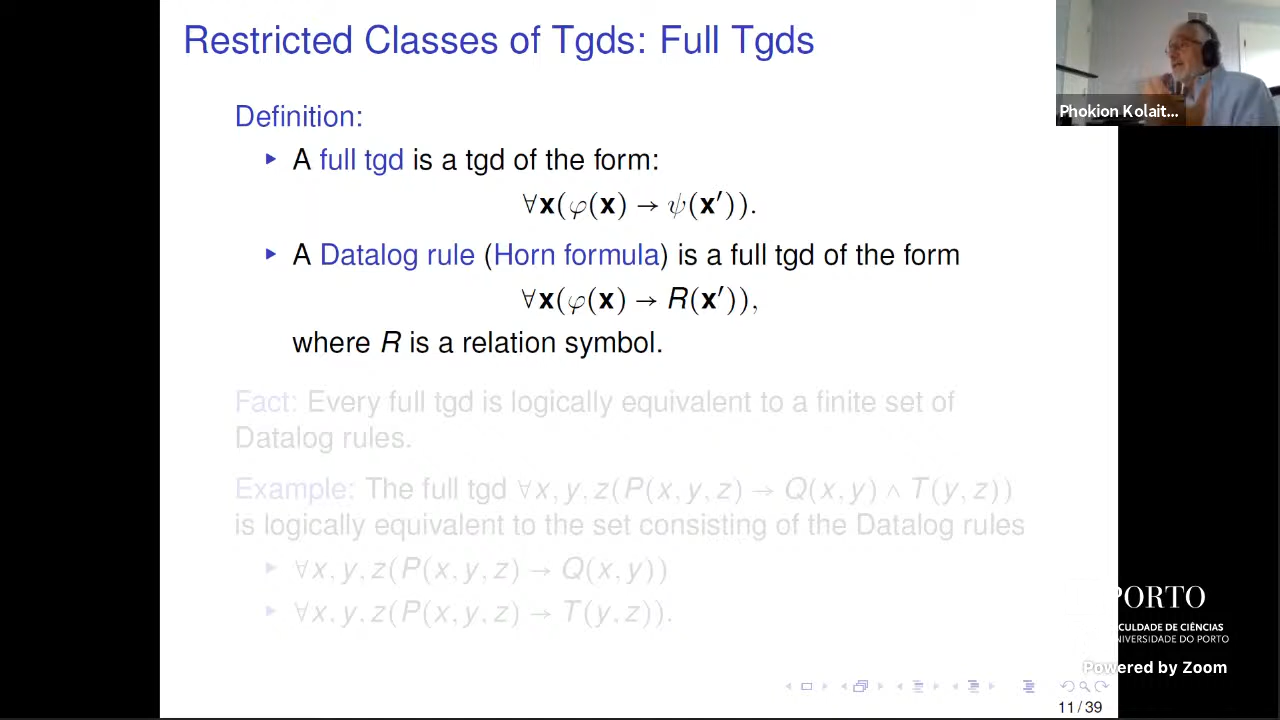 Restricted Classes of Tgds: Full Tgds
Phokion Kolait...
Definition:
▸ A full tgd is a tgd of the form:
∀x(φ(x) → ψ(x′)).
▸ A Datalog rule (Horn formula) is a full tgd of the form
∀x(φ(x) → R(x′)),
where R is a relation symbol.
Fact: Every full tgd is logically equivalent to a finite set of
Datalog rules.
Example: The full tgd ∀x, y, z(P(x, y, z) → Q(x, y) ∧ T(y, z))
is logically equivalent to the set consisting of the Datalog rules
▸ ∀x, y, z(P(x, y, z) → Q(x, y))
▸ ∀x, y, z(P(x, y, z) → T(y, z)).
PORTO
CULDADE DE CIÊNCIAS
NIVERSIDADE DO PORTO
Powered by Zoom
11/39